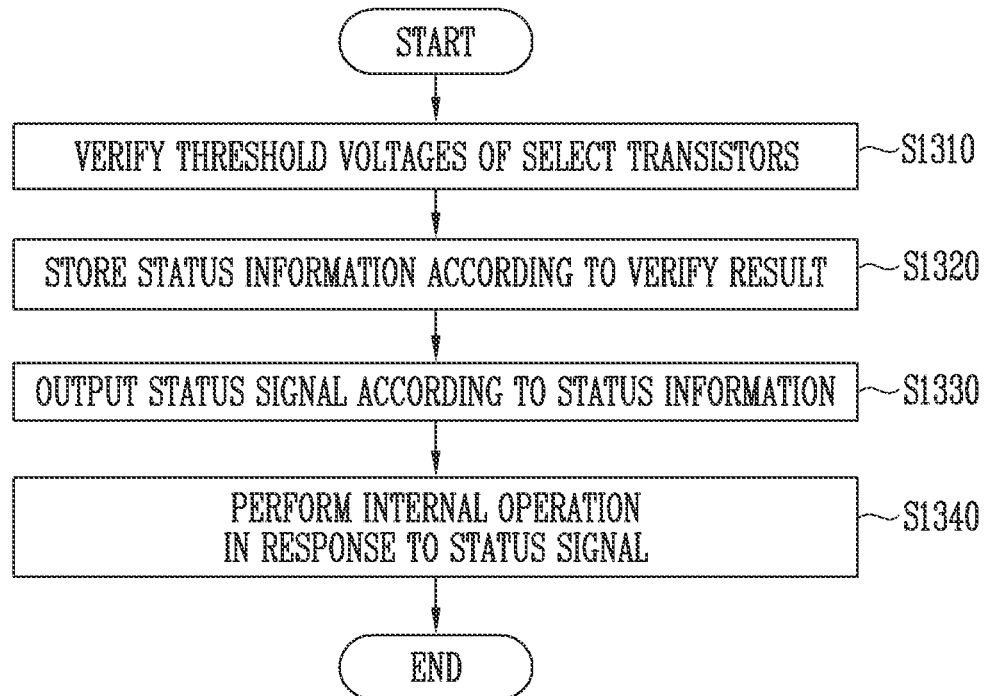 START
VERIFY THRESHOLD VOLTAGES OF SELECT TRANSISTORS
S1310
STORE STATUS INFORMATION ACCORDING TO VERIFY RESULT
S1320
OUTPUT STATUS SIGNAL ACCORDING TO STATUS INFORMATION
S1330
PERFORM INTERNAL OPERATION
IN RESPONSE TO STATUS SIGNAL
S1340
END